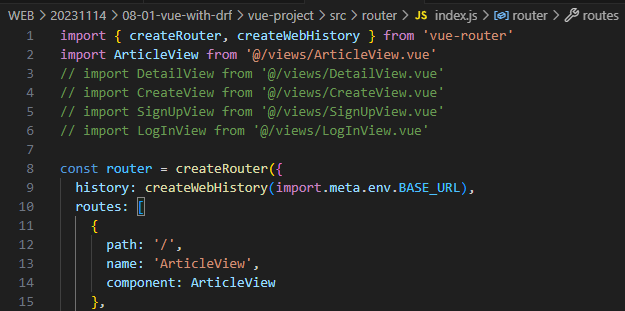 WEB > 20231114 > 08-01-vue-with-drf > vue-project > src > router > JS index.js > router > routes
1 import { createRouter, createWebHistory } from 'vue-router'
2 import ArticleView from '@/views/ArticleView.vue'
3 // import DetailView from '@/views/DetailView.vue'
4 // import CreateView from '@/views/CreateView.vue'
5 // import SignUpView from '@/views/SignUpView.vue'
6 // import LogInView from '@/views/LogInView.vue'
7
8 const router = createRouter({
9 history: createWebHistory(import.meta.env.BASE_URL),
10 routes: [
11 {
12 path: '/',
13 name: 'ArticleView',
14 component: ArticleView
15 },